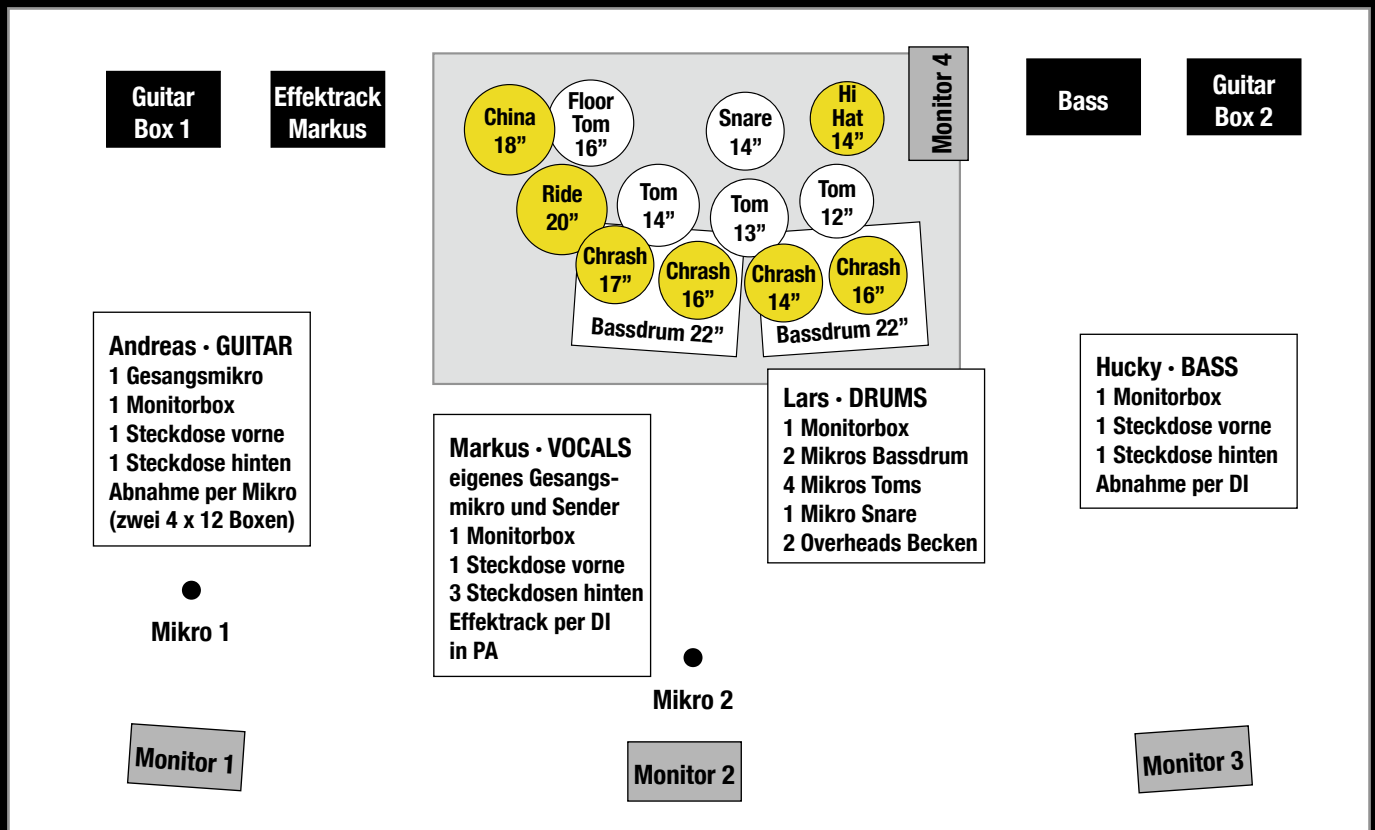 Guitar
Box 1
Effektrack
Markus
China
18”
Floor
Tom
16”
Snare
14”
Hi
Hat
14”
Monitor 4
Bass
Guitar
Box 2
Ride
20”
Tom
14”
Tom
13”
Tom
12”
Chrash
17”
Chrash
16”
Chrash
14”
Chrash
16”
Bassdrum 22”
Bassdrum 22”
Andreas · GUITAR
1 Gesangsmikro
1 Monitorbox
1 Steckdose vorne
1 Steckdose hinten
Abnahme per Mikro
(zwei 4 x 12 Boxen)
Markus · VOCALS
eigenes Gesangs-
mikro und Sender
1 Monitorbox
1 Steckdose vorne
3 Steckdosen hinten
Effektrack per DI
in PA
Lars · DRUMS
1 Monitorbox
2 Mikros Bassdrum
4 Mikros Toms
1 Mikro Snare
2 Overheads Becken
Hucky · BASS
1 Monitorbox
1 Steckdose vorne
1 Steckdose hinten
Abnahme per DI
Mikro 1
Mikro 2
Monitor 1
Monitor 2
Monitor 3